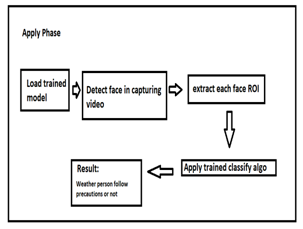 Apply Phase
Load trained
model
Detect face in capturing
video
extract each face ROI
Apply trained classify algo
Result:
Weather person follow
precautions or not